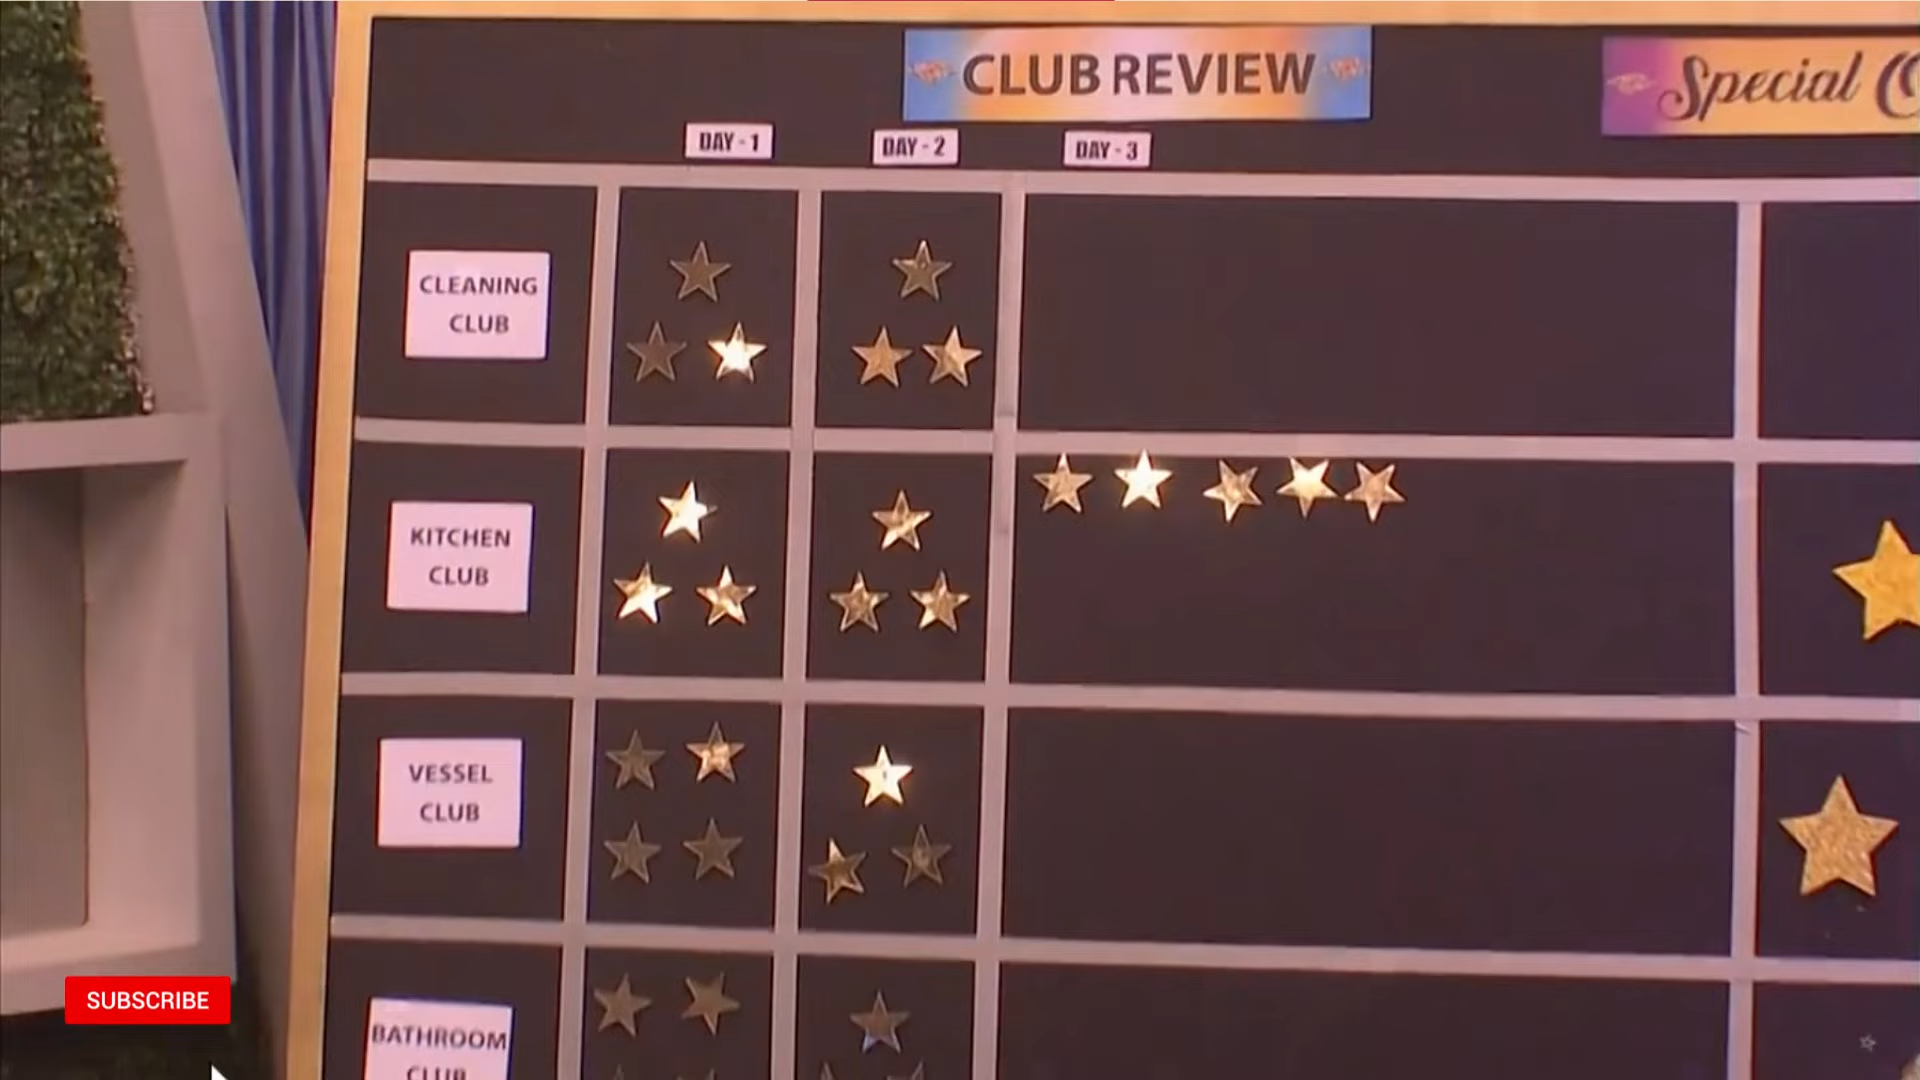 CLUB REVIEW
Special
DAY - 1
DAY - 2
DAY - 3
CLEANING
CLUB
KITCHEN
CLUB
VESSEL
CLUB
BATHROOM
CLUB
SUBSCRIBE